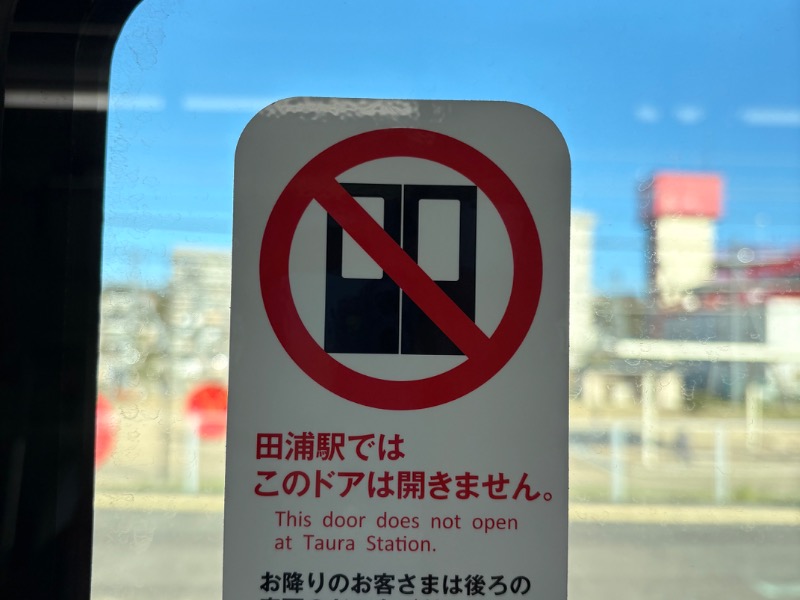 田浦駅では
このドアは開きません。
This door does not open
at Taura Station.
お降りのお客さまは後ろの